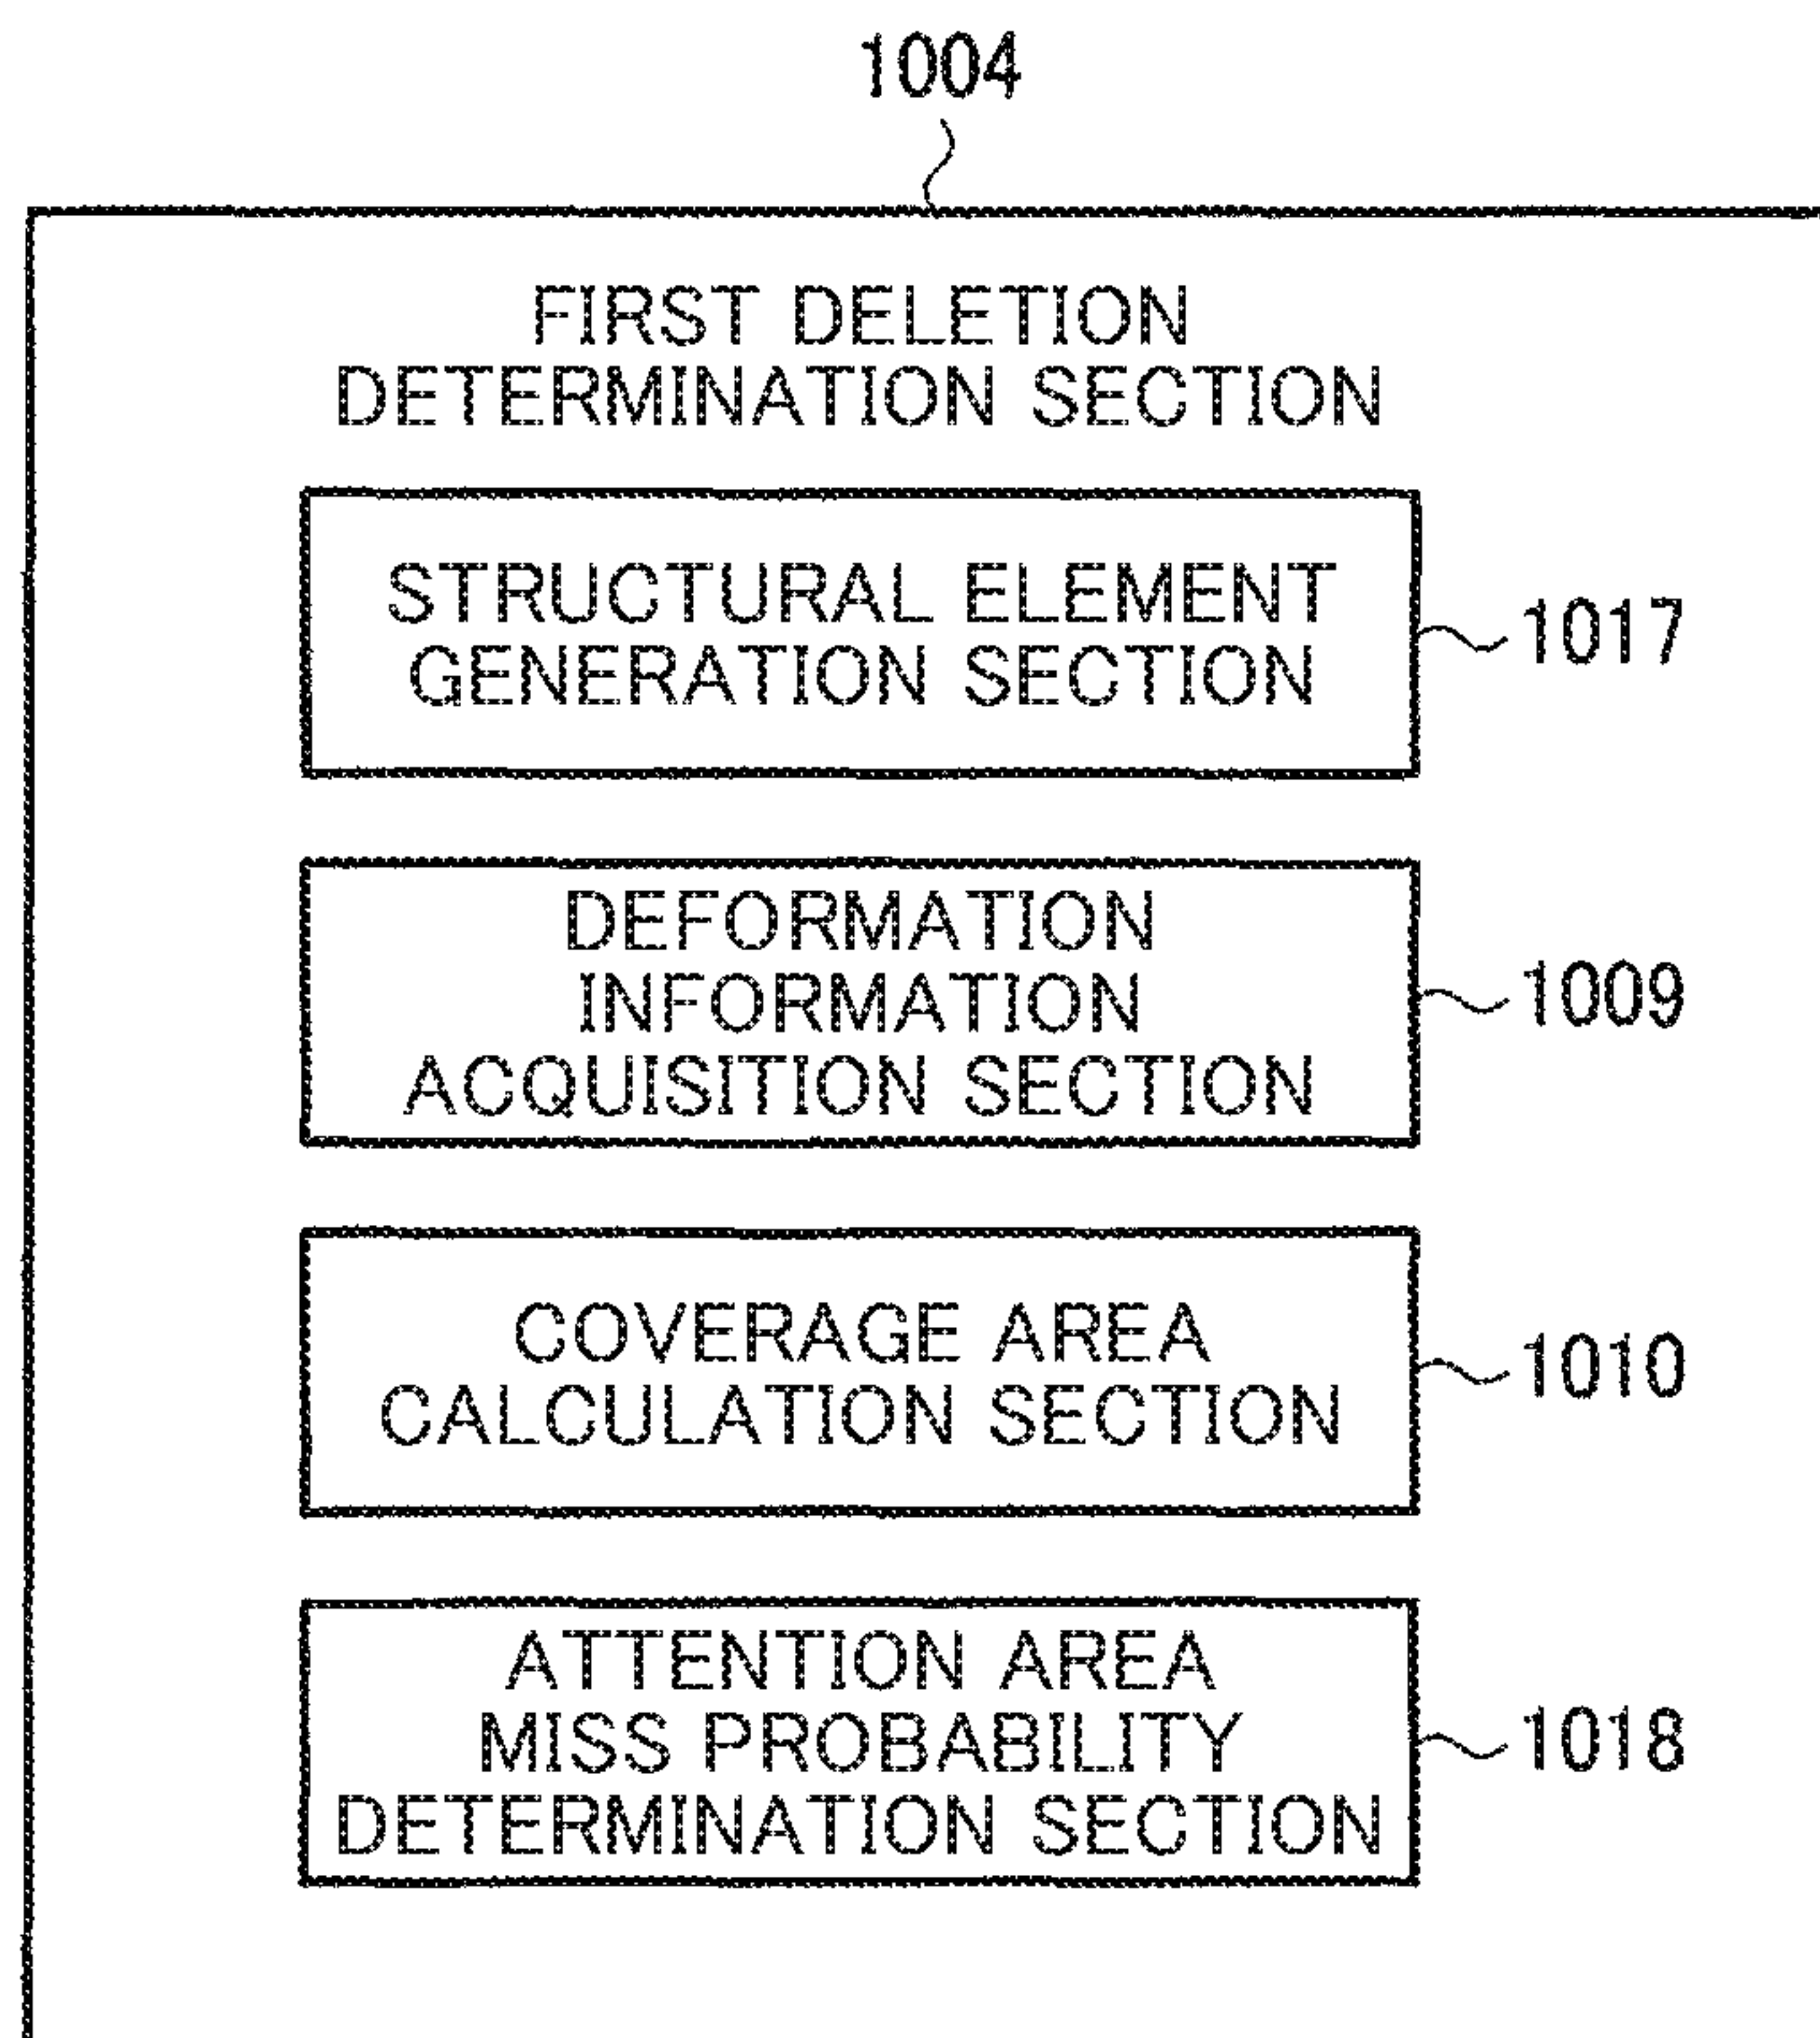 1004
FIRST DELETION
DETERMINATION SECTION
STRUCTURAL ELEMENT
GENERATION SECTION
1017
DEFORMATION
INFORMATION
ACQUISITION SECTION
1009
COVERAGE AREA
CALCULATION SECTION
1010
ATTENTION AREA
MISS PROBABILITY
DETERMINATION SECTION
1018